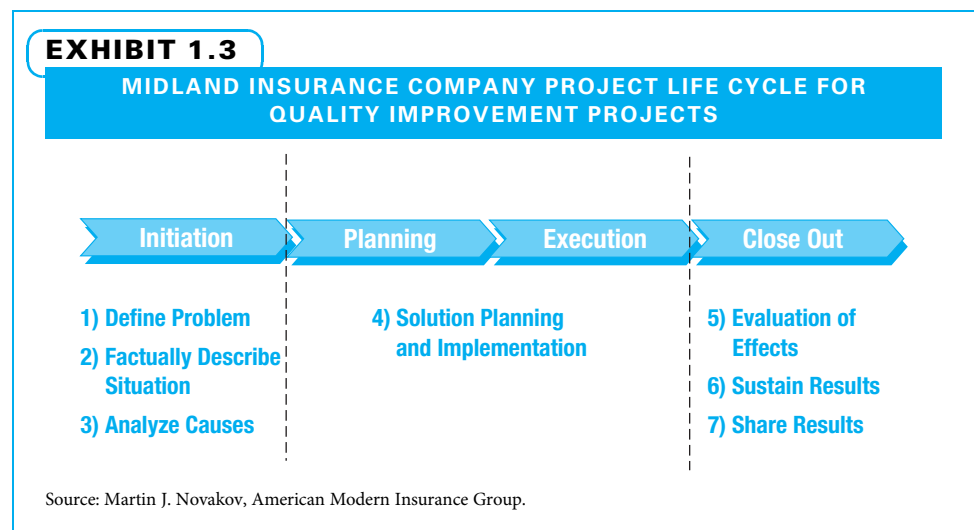 EXHIBIT 1.3
MIDLAND INSURANCE COMPANY PROJECT LIFE CYCLE FOR
QUALITY IMPROVEMENT PROJECTS
Initiation
Planning
Execution
Close Out
1) Define Problem
2) Factually Describe
Situation
3) Analyze Causes
4) Solution Planning
and Implementation
5) Evaluation of
Effects
6) Sustain Results
7) Share Results
Source: Martin J. Novakov, American Modern Insurance Group.